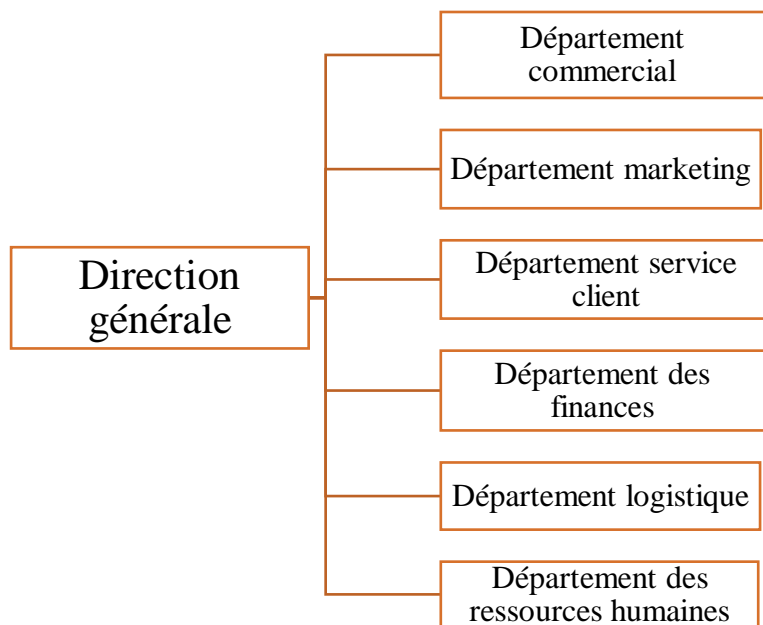 Département
commercial
Département marketing
Direction
générale
Département service
client
Département des
finances
Département logistique
Département des
ressources humaines